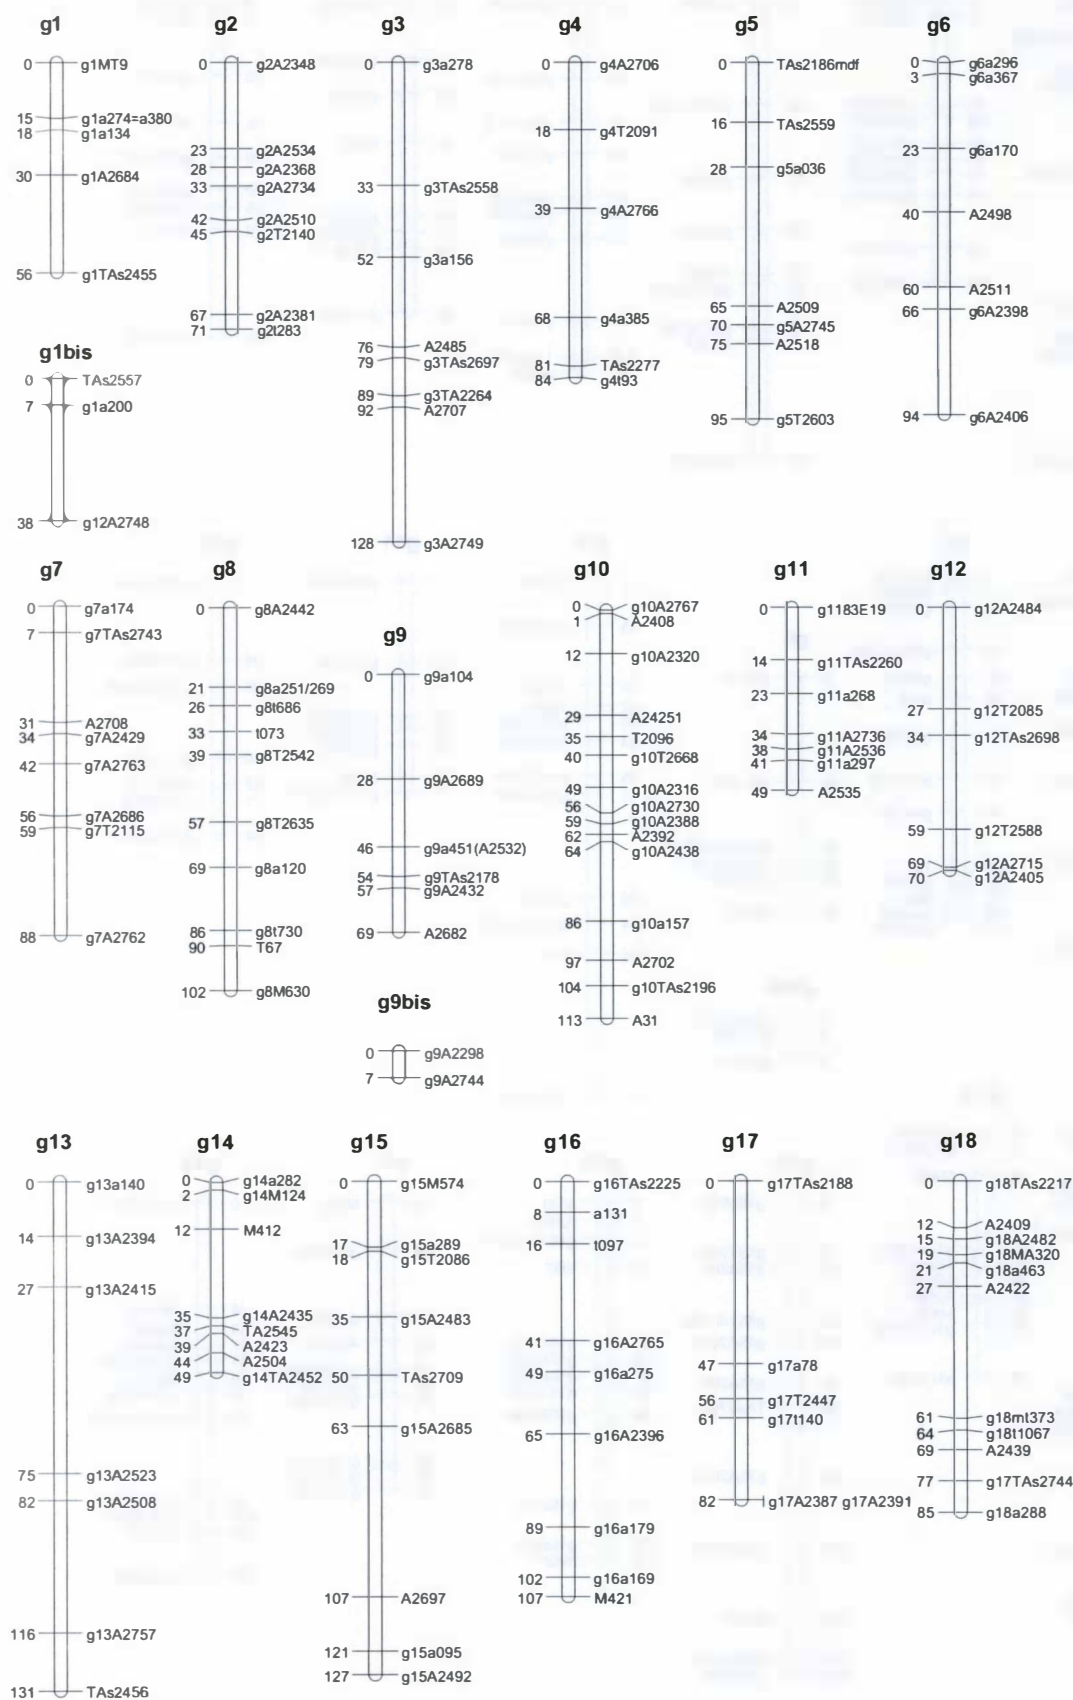 g1
0 g1MT9
15 g1a274=a380
18 g1a134
30 g1A2684
56 g1TAs2455
g1bis
0 TAs2557
7 g1a200
38 g12A2748
g2
0 g2A2348
23 g2A2534
28 g2A2368
33 g2A2734
42 g2A2510
45 g2T2140
67 g2A2381
71 g2t283
g3
0 g3a278
33 g3TAs2558
52 g3a156
76 A2485
79 g3TAs2697
89 g3TA2264
92 A2707
128 g3A2749
g4
0 g4A2706
18 g4T2091
39 g4A2766
68 g4a385
81 TAs2277
84 g4t93
g5
0 TAs2186mdf
16 TAs2559
28 g5a036
65 A2509
70 g5A2745
75 A2518
95 g5T2603
g6
0 g6a296
3 g6a367
23 g6a170
40 A2498
60 A2511
66 g6A2398
94 g6A2406
g7
0 g7a174
7 g7TAs2743
31 A2708
34 g7A2429
42 g7A2763
56 g7A2686
59 g7T2115
88 g7A2762
g8
0 g8A2442
21 g8a251/269
26 g8t686
33 t073
39 g8T2542
57 g8T2635
69 g8a120
86 g8t730
90 T67
102 g8M630
g9
0 g9a104
28 g9A2689
46 g9a451(A2532)
54 g9TAs2178
57 g9A2432
69 A2682
g9bis
0 g9A2298
7 g9A2744
g10
0 g10A2767
1 A2408
12 g10A2320
29 A24251
35 T2096
40 g10T2668
49 g10A2316
56 g10A2730
59 g10A2388
62 A2392
64 g10A2438
86 g10a157
97 A2702
104 g10TAs2196
113 A31
g11
0 g1183E19
14 g11TAs2260
23 g11a268
34 g11A2736
38 g11A2536
41 g11a297
49 A2535
g12
0 g12A2484
27 g12T2085
34 g12TAs2698
59 g12T2588
69 g12A2715
70 g12A2405
g13
0 g13a140
14 g13A2394
27 g13A2415
75 g13A2523
82 g13A2508
116 g13A2757
131 TAs2456
g14
0 g14a282
2 g14M124
12 M412
35 g14A2435
37 TA2545
39 A2423
44 A2504
49 g14TA2452
g15
0 g15M574
17 g15a289
18 g15T2086
35 g15A2483
50 TAs2709
63 g15A2685
107 A2697
121 g15a095
127 g15A2492
g16
0 g16TAs2225
8 a131
16 t097
41 g16A2765
49 g16a275
65 g16A2396
89 g16a179
102 g16a169
107 M421
g17
0 g17TAs2188
47 g17a78
56 g17T2447
61 g17t140
82 g17A2387 g17A2391
g18
0 g18TAs2217
12 A2409
15 g18A2482
19 g18MA320
21 g18a463
27 A2422
61 g18mt373
64 g18t1067
69 A2439
77 g17TAs2744
85 g18a288